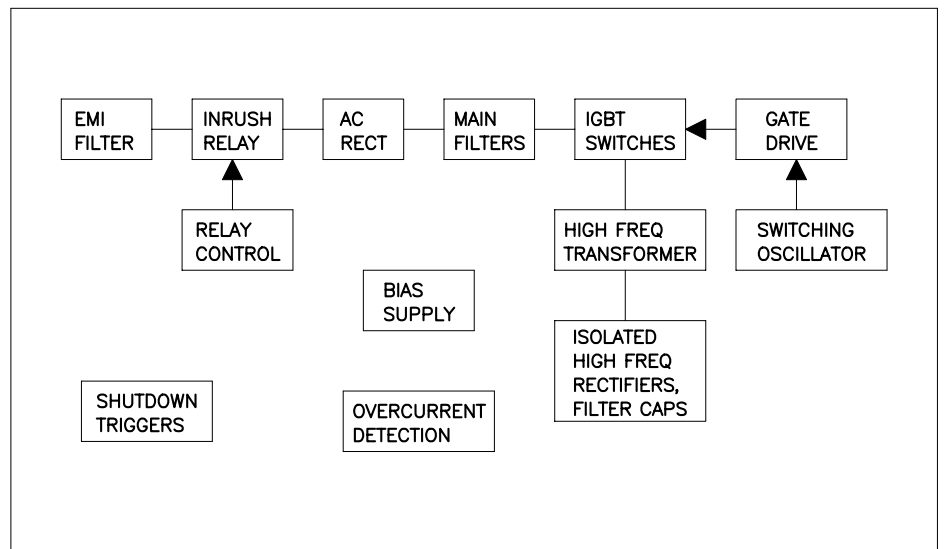 EMI
FILTER
INRUSH
RELAY
AC
RECT
MAIN
FILTERS
IGBT
SWITCHES
GATE
DRIVE
RELAY
CONTROL
HIGH FREQ
TRANSFORMER
SWITCHING
OSCILLATOR
BIAS
SUPPLY
ISOLATED
HIGH FREQ
RECTIFIERS,
FILTER CAPS
SHUTDOWN
TRIGGERS
OVERCURRENT
DETECTION